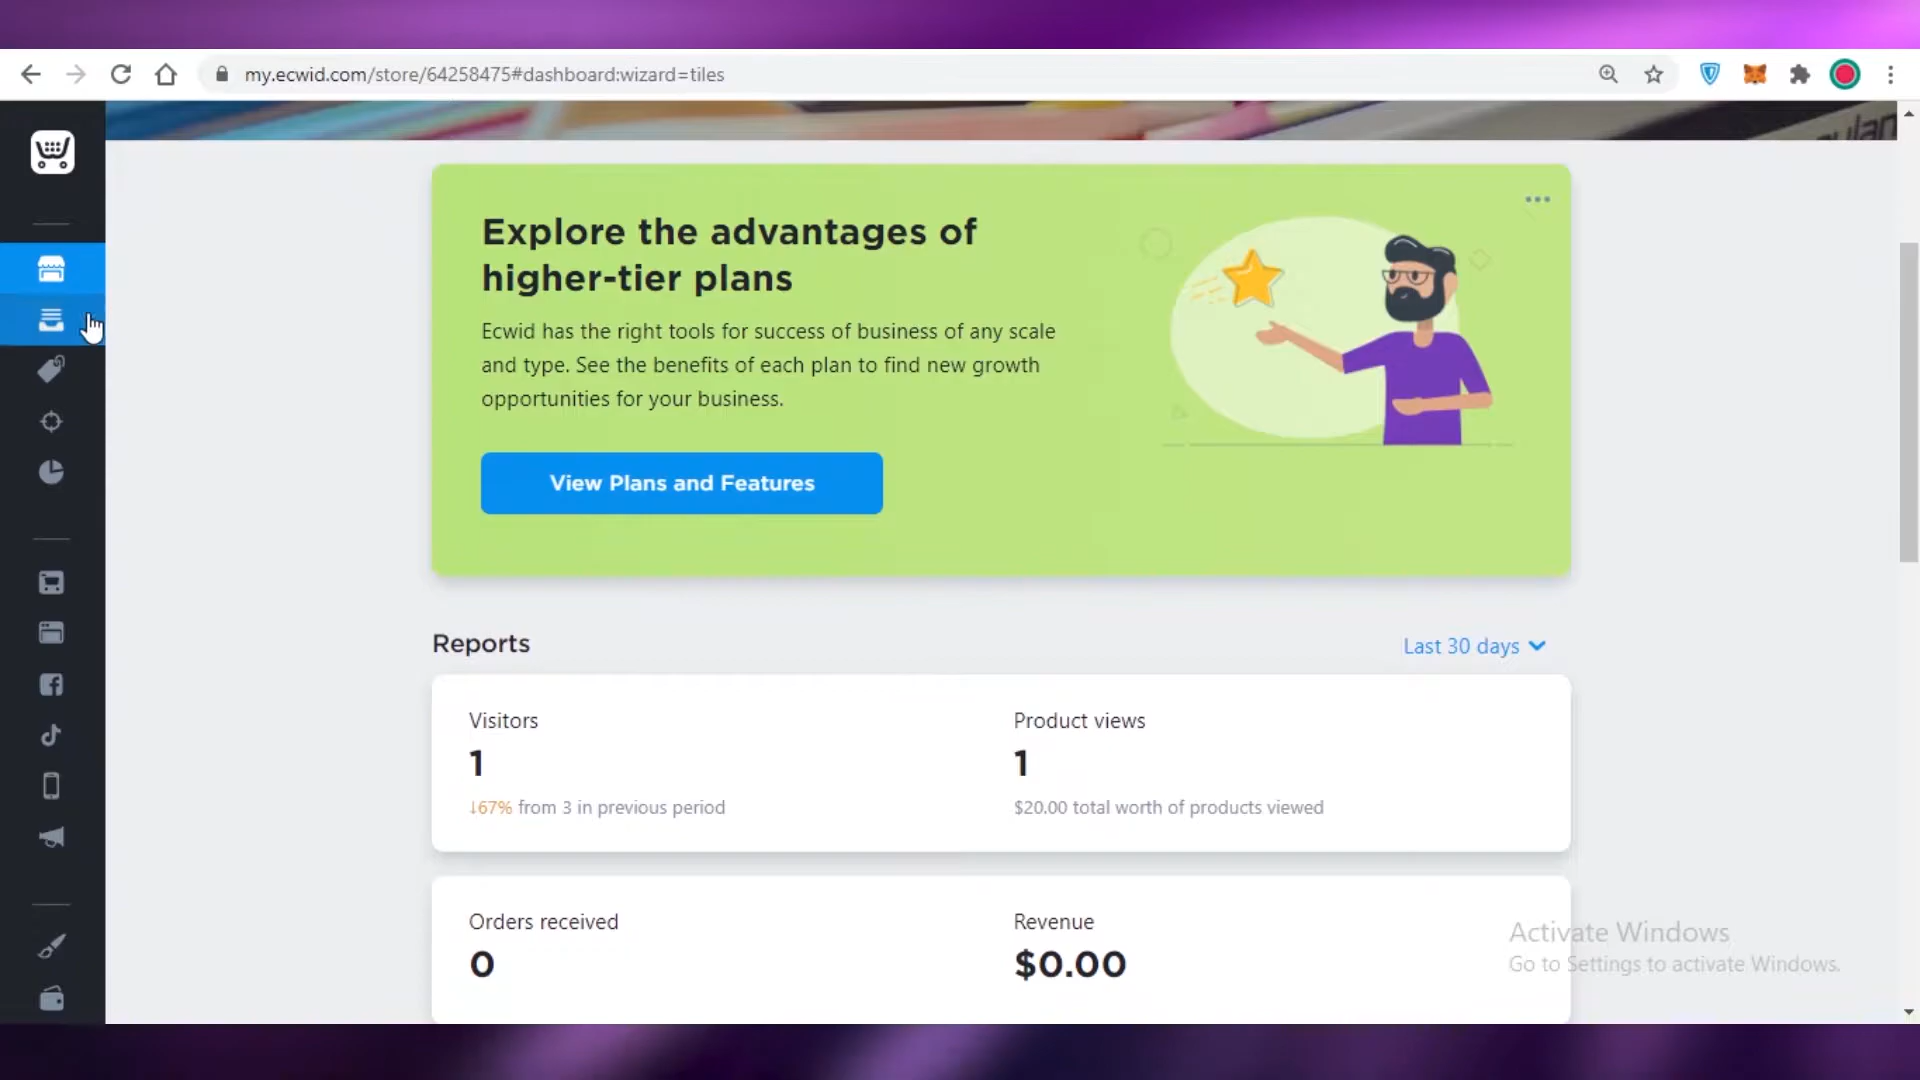 my.ecwid.com/store/64258475#dashboard:wizard=tiles
Explore the advantages of
higher-tier plans
Ecwid has the right tools for success of business of any scale
and type. See the benefits of each plan to find new growth
opportunities for your business.
View Plans and Features
Reports
Last 30 days
Visitors
Product views
1
1
↓67% from 3 in previous period
$20.00 total worth of products viewed
Orders received
Revenue
0
$0.00
Activate Windows
Go to Settings to activate Windows.